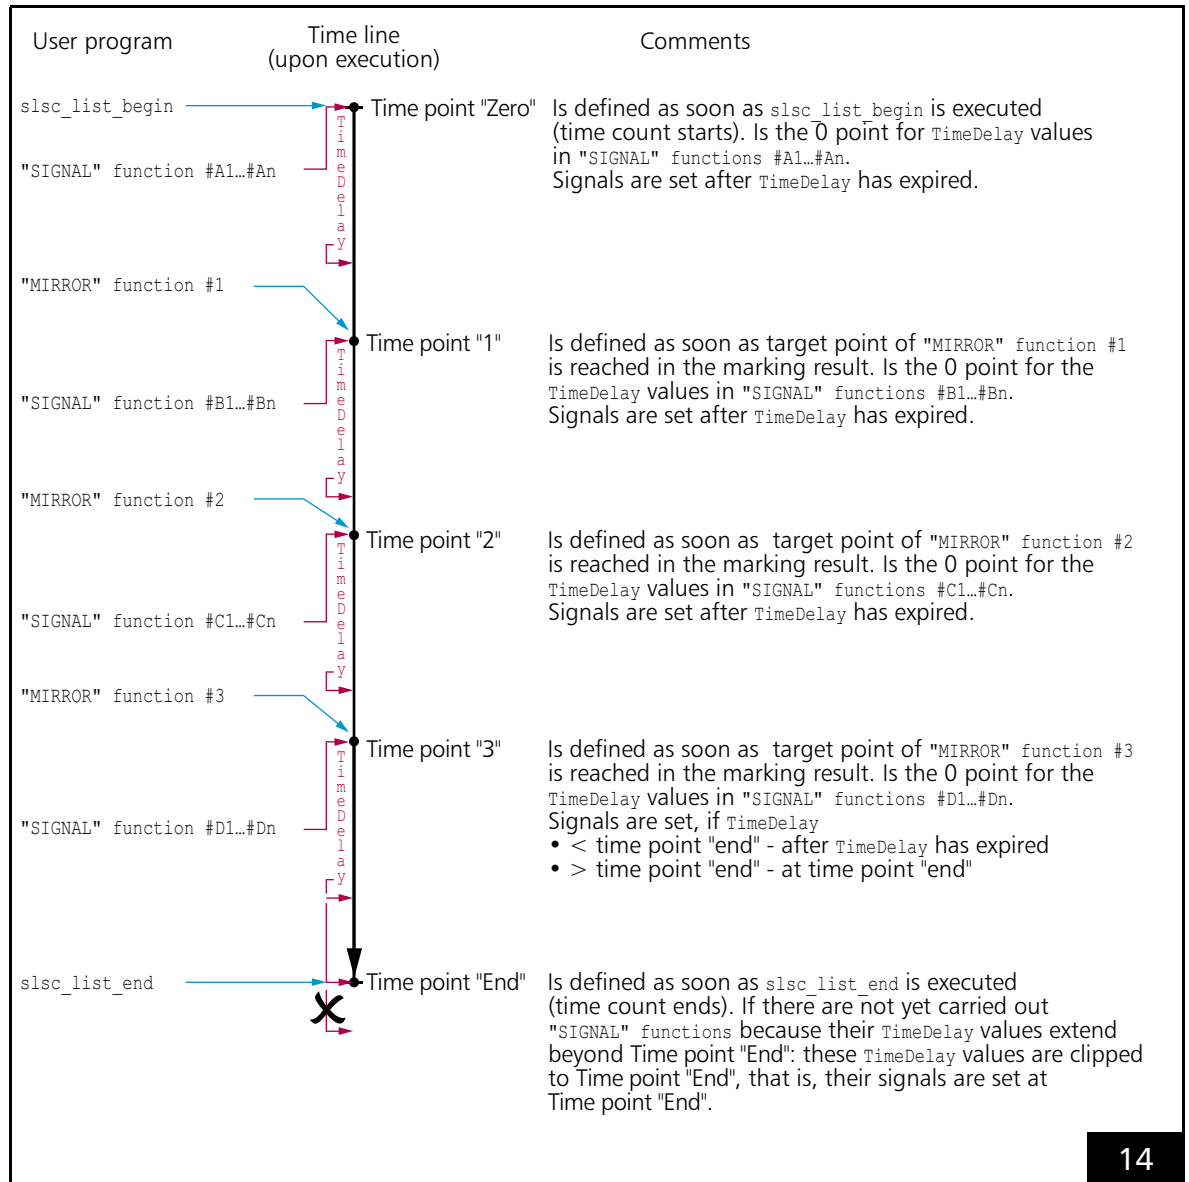 User program
Time line
(upon execution)
Comments
slsc_list_begin
Time point "Zero"
Is defined as soon as slsc_list_begin is executed
(time count starts). Is the 0 point for TimeDelay values
in "SIGNAL" functions #A1…#An.
Signals are set after TimeDelay has expired.
"SIGNAL" function #A1…#An
TimeDelay
"MIRROR" function #1
Time point "1"
Is defined as soon as target point of "MIRROR" function #1
is reached in the marking result. Is the 0 point for the
TimeDelay values in "SIGNAL" functions #B1…#Bn.
Signals are set after TimeDelay has expired.
"SIGNAL" function #B1…#Bn
TimeDelay
"MIRROR" function #2
Time point "2"
Is defined as soon as  target point of "MIRROR" function #2
is reached in the marking result. Is the 0 point for the
TimeDelay values in "SIGNAL" functions #C1…#Cn.
Signals are set after TimeDelay has expired.
"SIGNAL" function #C1…#Cn
TimeDelay
"MIRROR" function #3
Time point "3"
Is defined as soon as  target point of "MIRROR" function #3
is reached in the marking result. Is the 0 point for the
TimeDelay values in "SIGNAL" functions #D1…#Dn.
Signals are set, if TimeDelay
• < time point "end" - after TimeDelay has expired
• > time point "end" - at time point "end"
"SIGNAL" function #D1…#Dn
TimeDelay
slsc_list_end
Time point "End"
Is defined as soon as slsc_list_end is executed
(time count ends). If there are not yet carried out
"SIGNAL" functions because their TimeDelay values extend
beyond Time point "End": these TimeDelay values are clipped
to Time point "End", that is, their signals are set at
Time point "End".
14